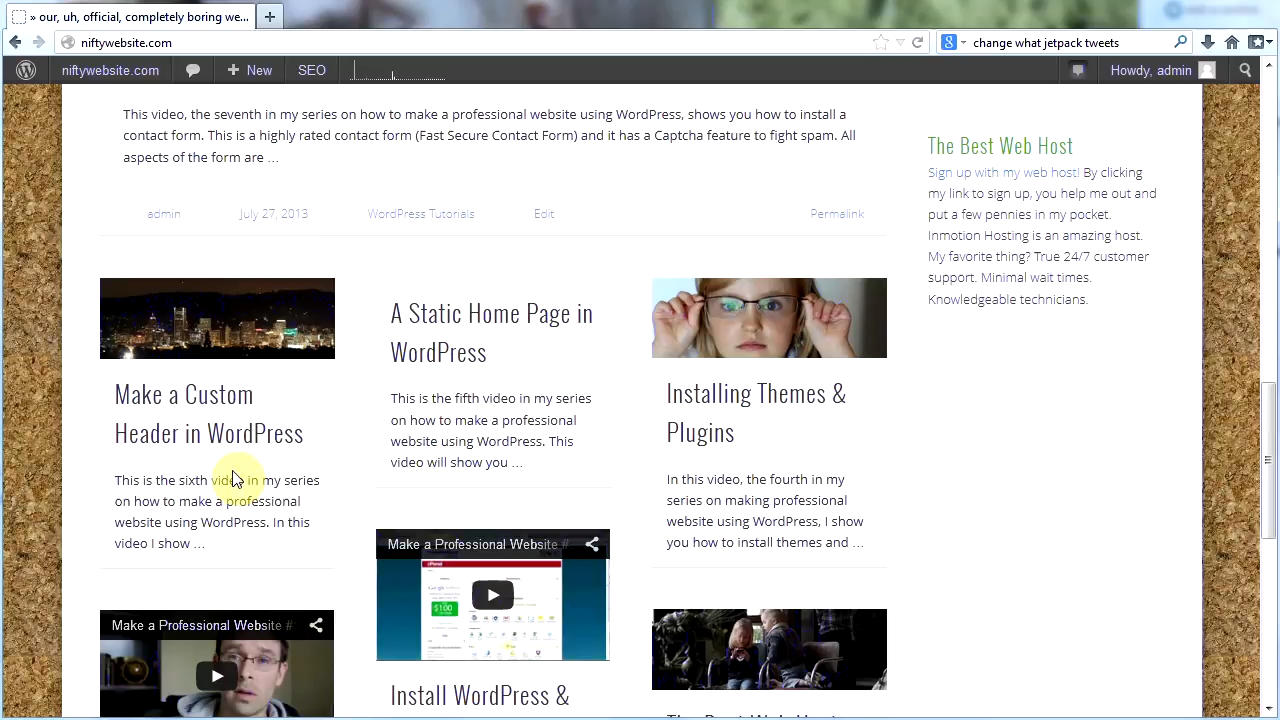 » our, uh, official, completely boring we...
niftywebsite.com
change what jetpack tweets
niftywebsite.com
New
SEO
Howdy, admin
This video, the seventh in my series on how to make a professional website using WordPress, shows you how to install a
contact form. This is a highly rated contact form (Fast Secure Contact Form) and it has a Captcha feature to fight spam. All
aspects of the form are ...
admin
July 27, 2013
WordPress Tutorials
Edit
Permalink
The Best Web Host
Sign up with my web host! By clicking
my link to sign up, you help me out and
put a few pennies in my pocket.
Inmotion Hosting is an amazing host.
My favorite thing? True 24/7 customer
support. Minimal wait times.
Knowledgeable technicians.
Make a Custom
Header in WordPress
This is the sixth video in my series
on how to make a professional
website using WordPress. In this
video I show ...
Make a Professional Website #
A Static Home Page in
WordPress
This is the fifth video in my series
on how to make a professional
website using WordPress. This
video will show you ...
Make a Professional Website #
$100
Install WordPress &
Installing Themes &
Plugins
In this video, the fourth in my
series on making professional
website using WordPress, I show
you how to install themes and ...
The Best Web Host